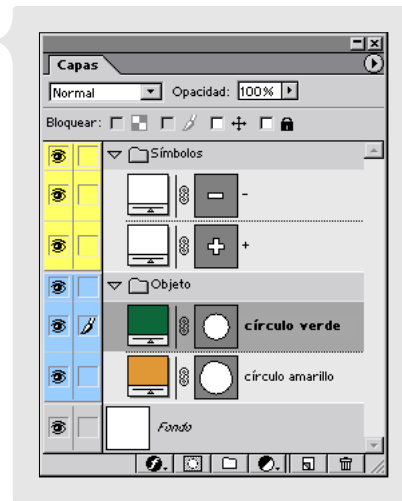 Capas
Normal Opacidad: 100%
Bloquear:
Símbolos
-
+
Objeto
círculo verde
círculo amarillo
Fondo